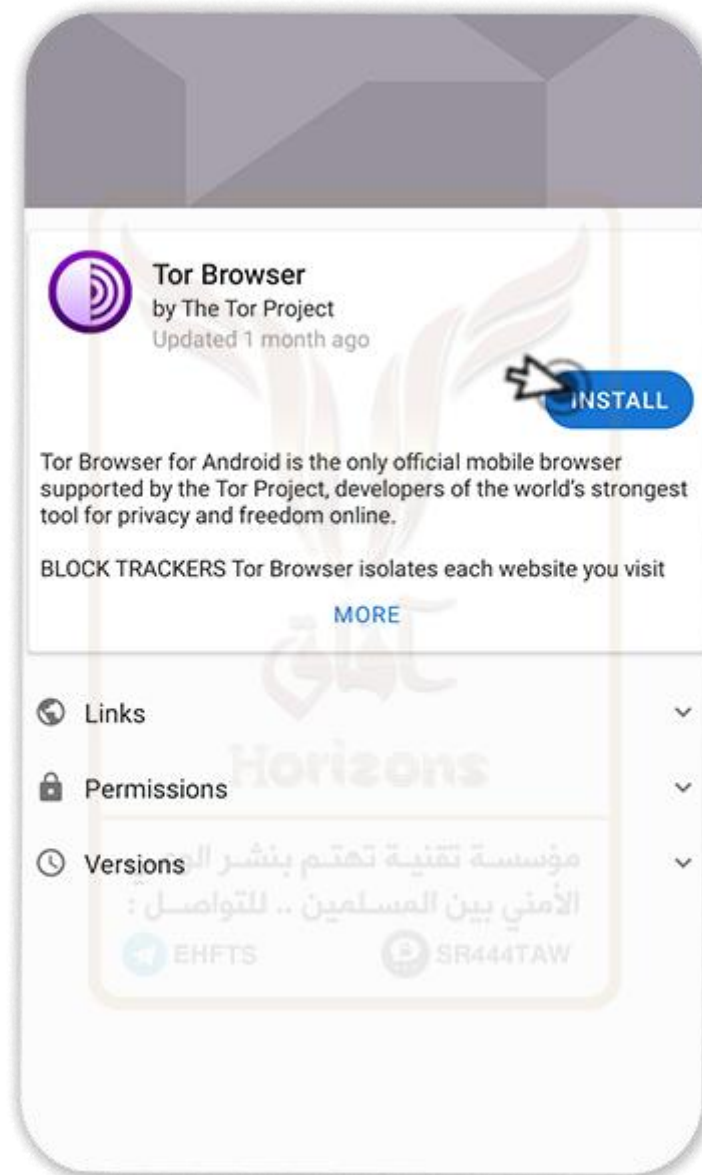 Tor Browser
by The Tor Project
Updated 1 month ago
INSTALL
Tor Browser for Android is the only official mobile browser
supported by the Tor Project, developers of the world's strongest
tool for privacy and freedom online.
BLOCK TRACKERS Tor Browser isolates each website you visit
MORE
آفاق
Links
Horizons
Permissions
Versions
مؤسسة تقنية تهتم بنشر
الأمني بين المسلمين .. للتواصل :
EHFTS
SR444TAW